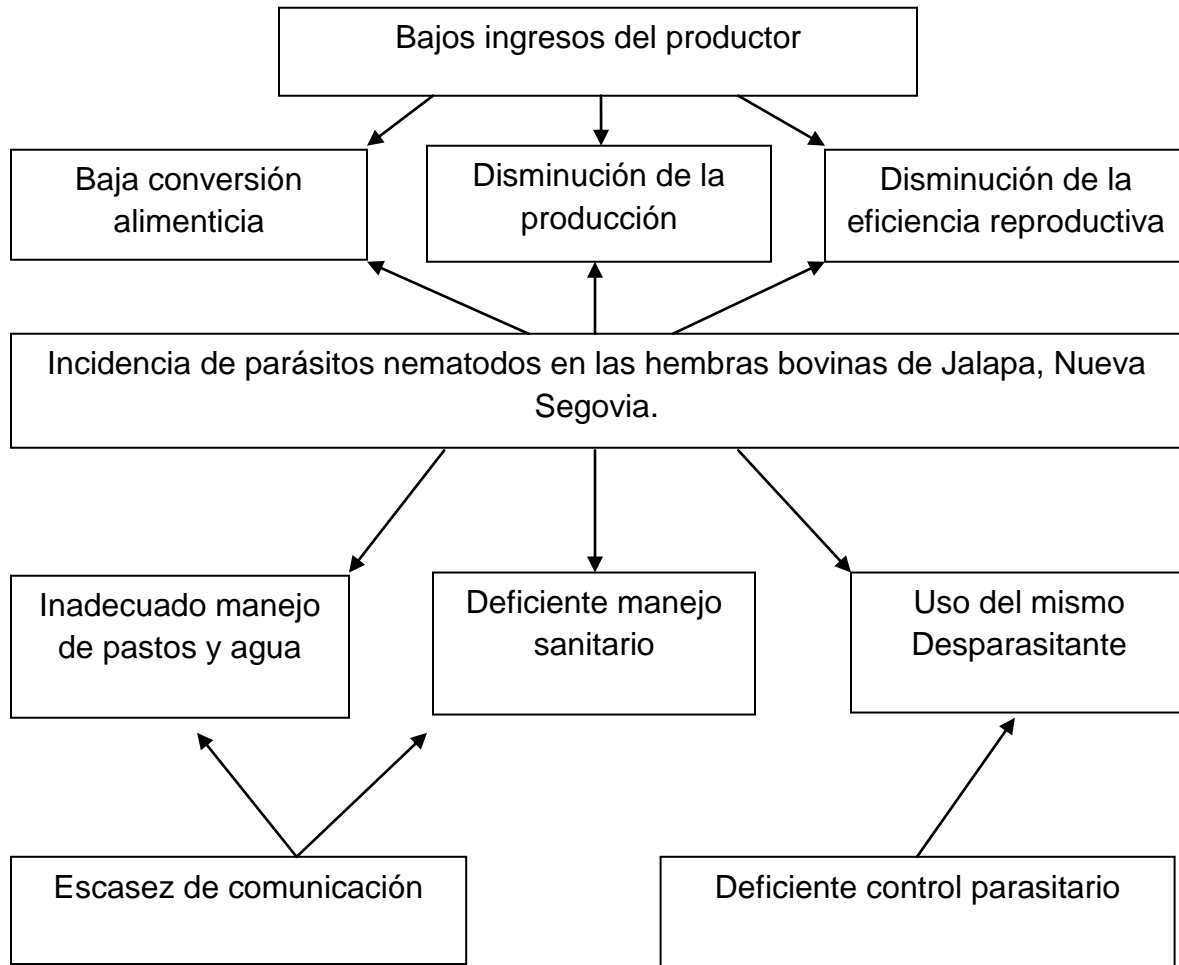 Bajos ingresos del productor
Baja conversión
alimenticia
Disminución de la
producción
Disminución de la
eficiencia reproductiva
Incidencia de parásitos nematodos en las hembras bovinas de Jalapa, Nueva
Segovia.
Inadecuado manejo
de pastos y agua
Deficiente manejo
sanitario
Uso del mismo
Desparasitante
Escasez de comunicación
Deficiente control parasitario